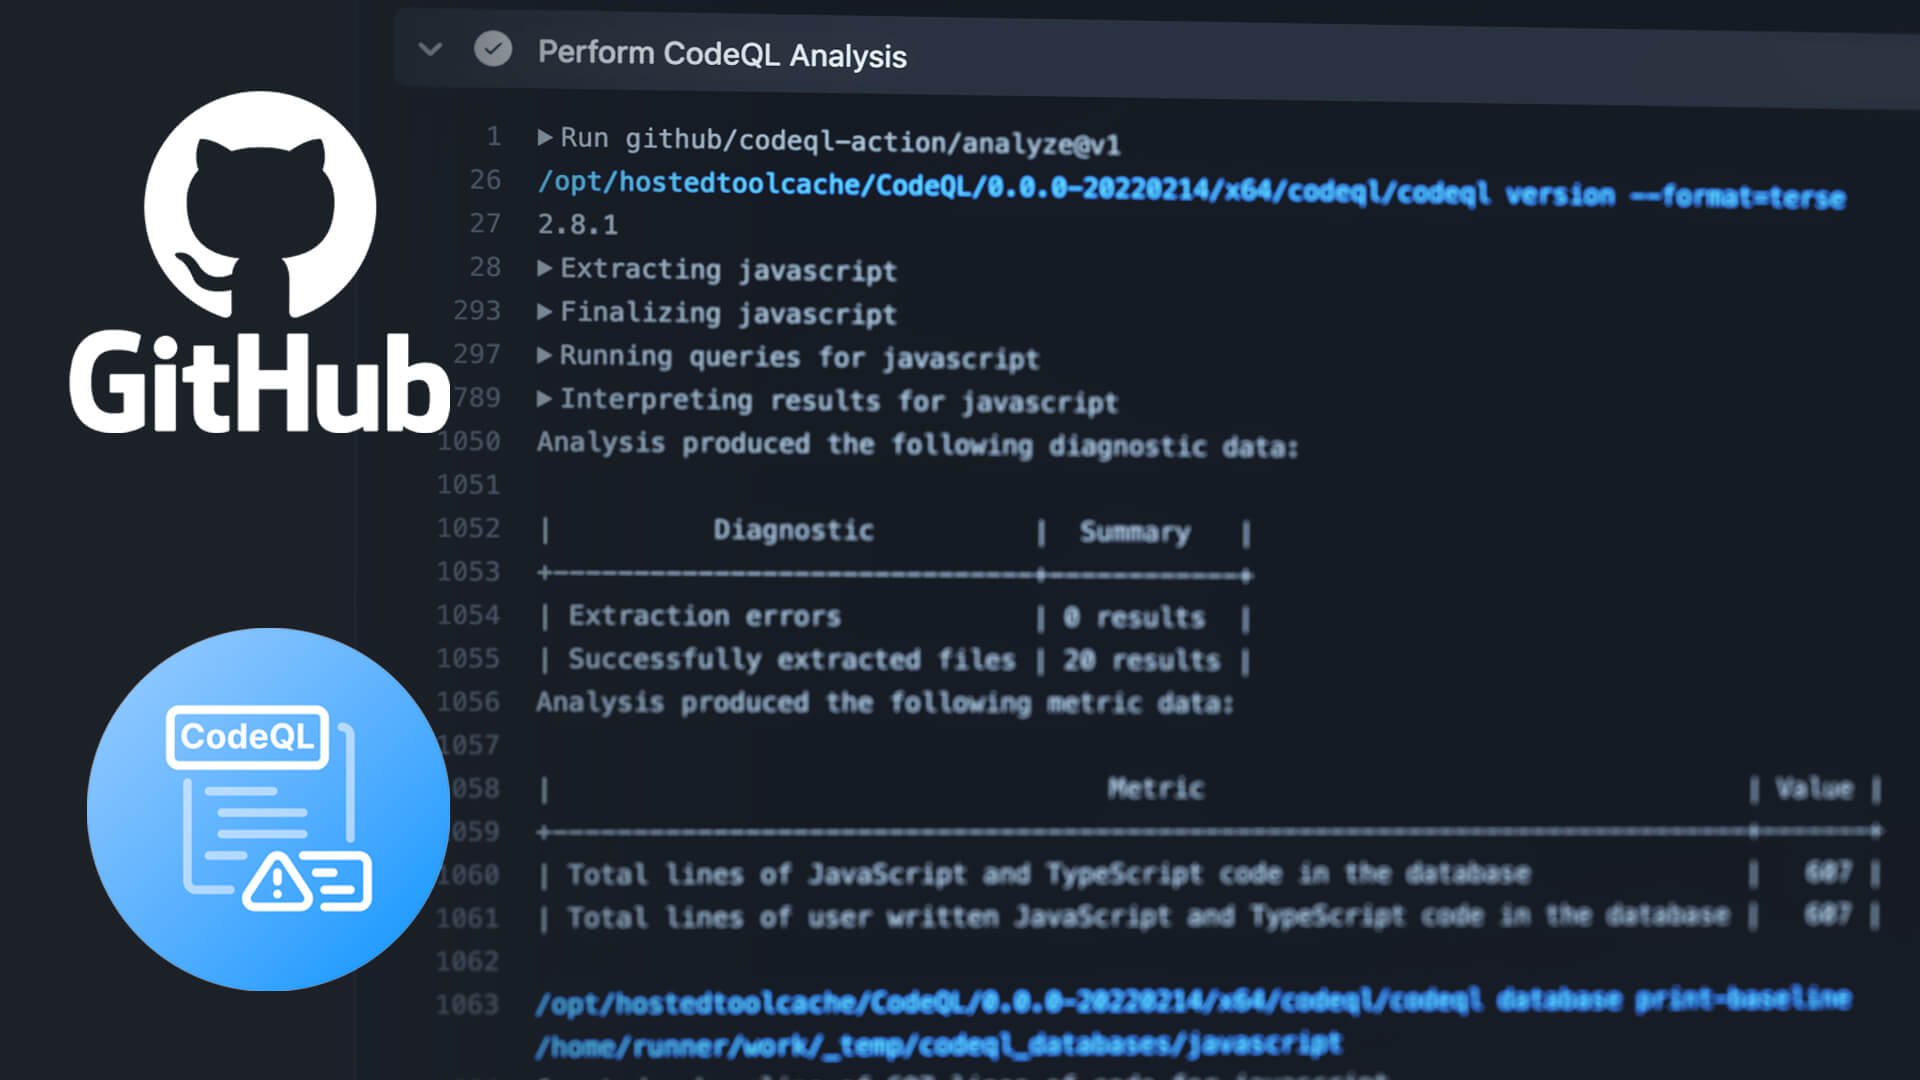 Perform CodeQL Analysis
1 ▶ Run github/codeql-action/analyze@v1
26 /opt/hostedtoolcache/CodeQL/0.0.0-20220214/x64/codeql/codeql version --format=terse
27 2.8.1
28 ▶ Extracting javascript
293 ▶ Finalizing javascript
297 ▶ Running queries for javascript
789 ▶ Interpreting results for javascript
1050 Analysis produced the following diagnostic data:
1051
1052 | Diagnostic | Summary |
1053 +------------------------------+------------+
1054 | Extraction errors | 0 results |
1055 | Successfully extracted files | 20 results |
1056 Analysis produced the following metric data:
1057
058 | Metric | Value |
059 +--------------------------------------------------------------------------+-------+
1060 | Total lines of JavaScript and TypeScript code in the database | 607 |
1061 | Total lines of user written JavaScript and TypeScript code in the database | 607 |
1062
1063 /opt/hostedtoolcache/CodeQL/0.0.0-20220214/x64/codeql/codeql database print-baseline
/home/runner/work/_temp/codeql_databases/javascript
GitHub
CodeQL